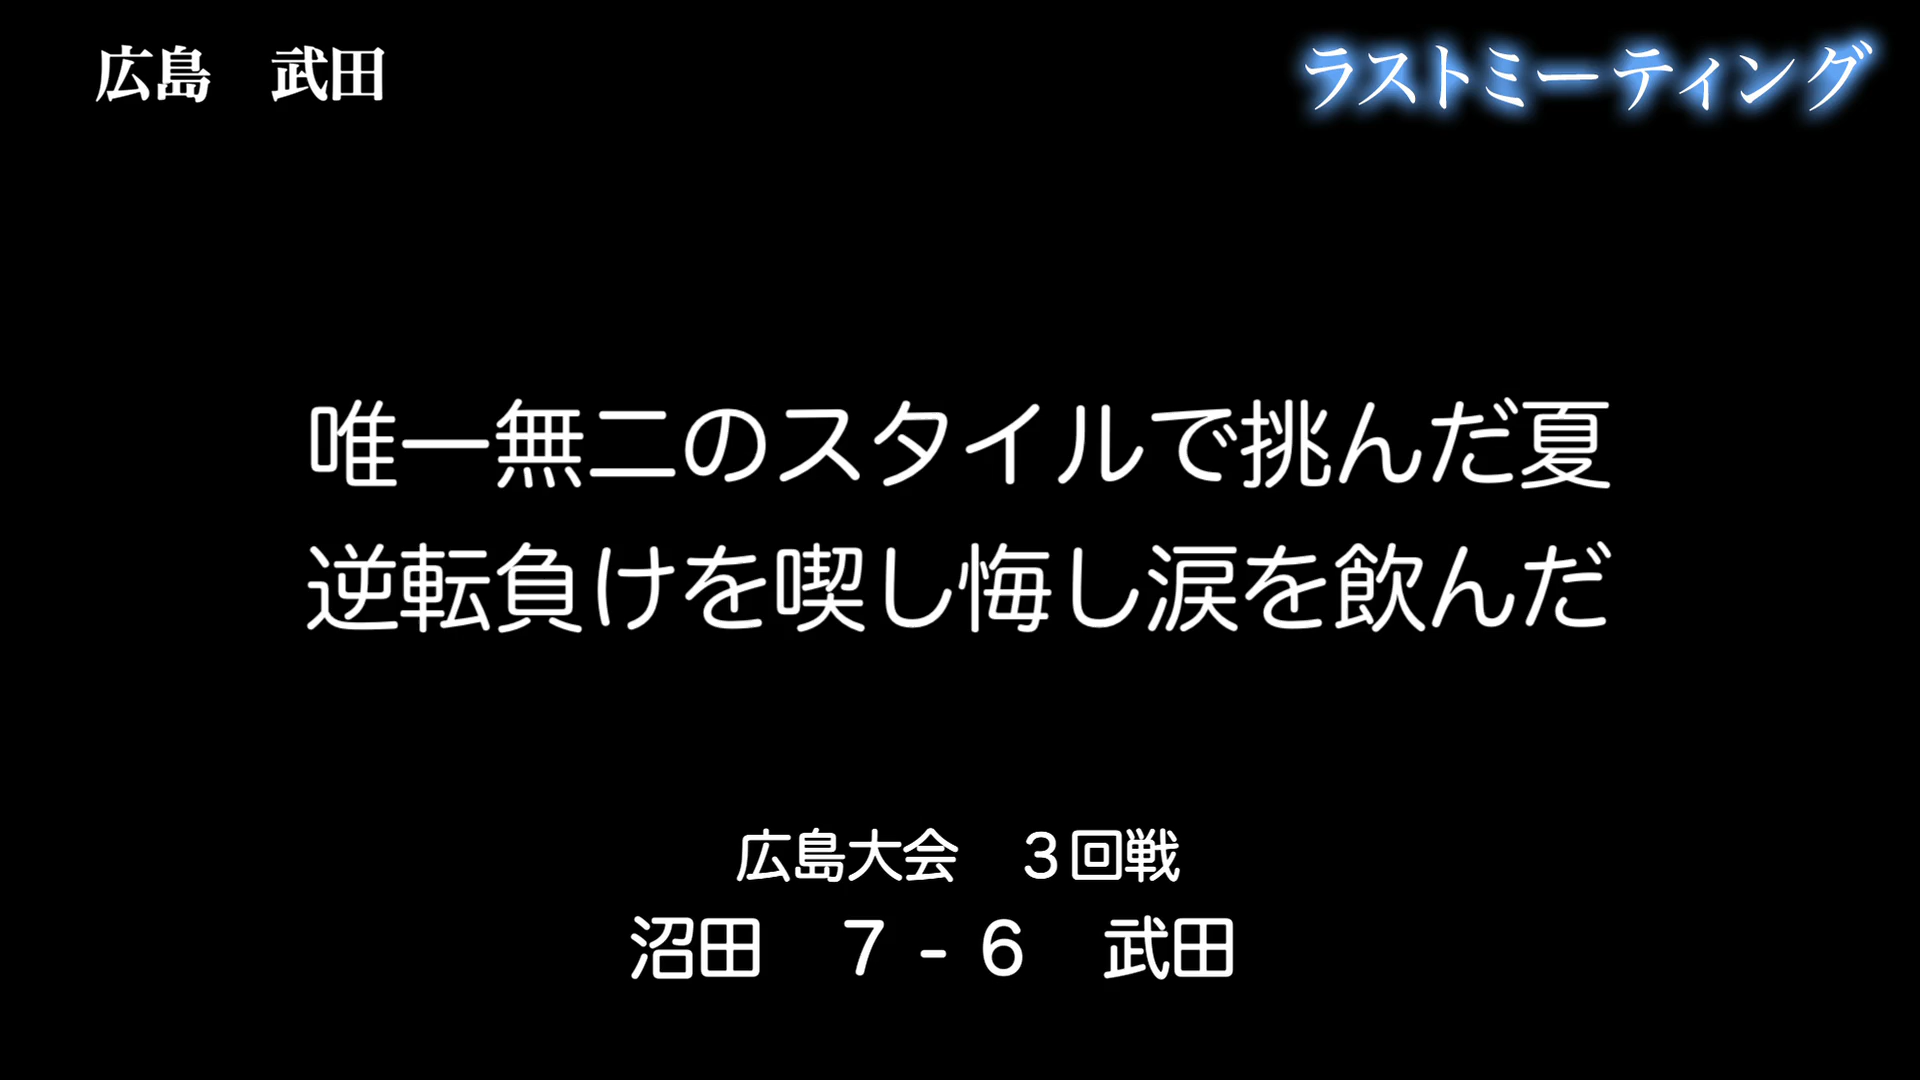 広島　武田
ラストミーティング
唯一無二のスタイルで挑んだ夏
逆転負けを喫し悔し涙を飲んだ
広島大会　３回戦
沼田　７-６　武田